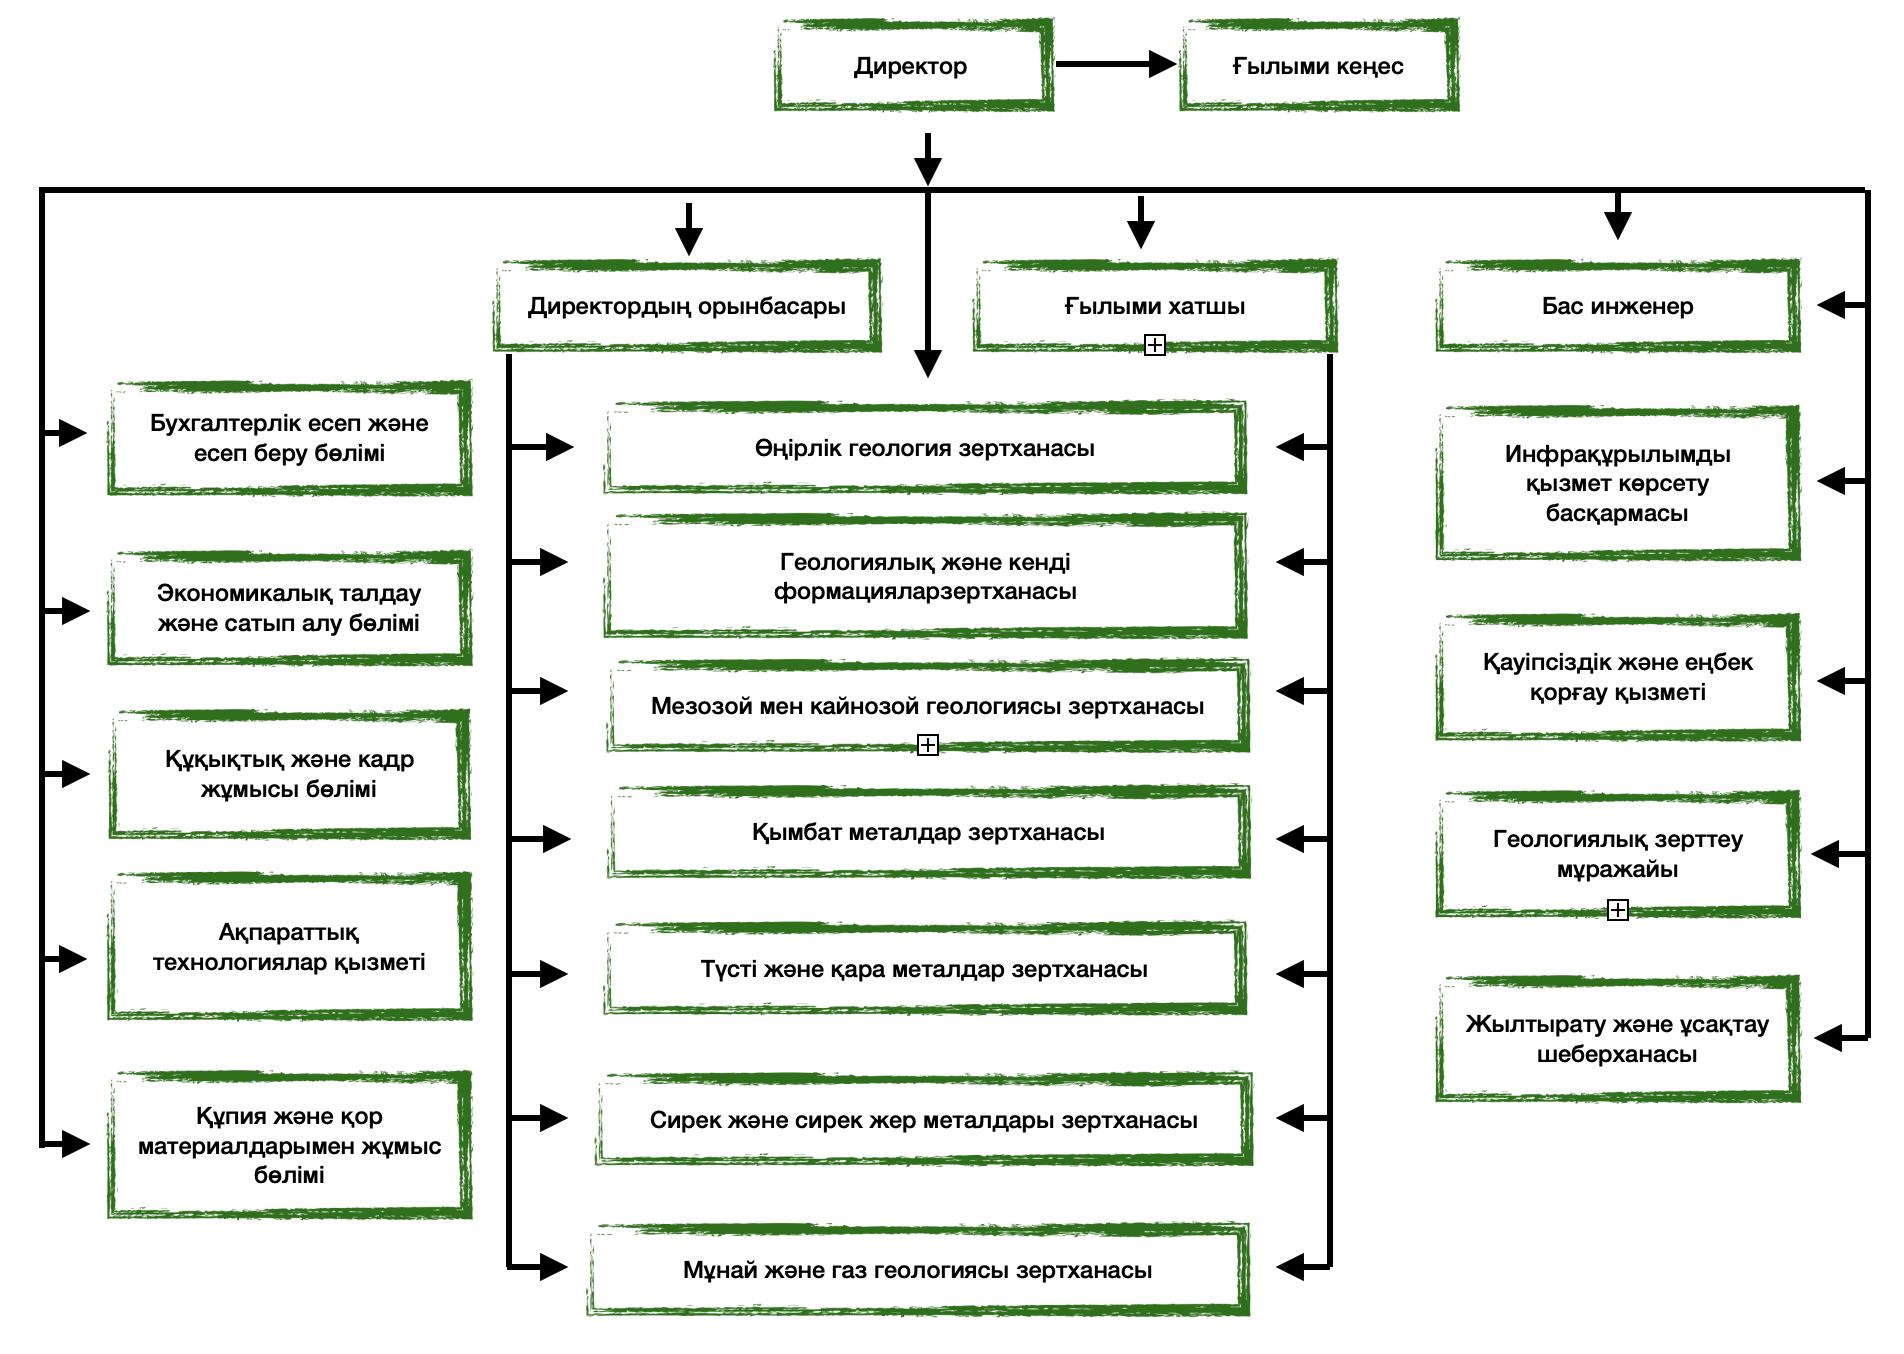 Директор
Ғылыми кеңес
Директордың орынбасары
Ғылыми хатшы
Бас инженер
Бухгалтерлік есеп және
есеп беру бөлімі
Экономикалық талдау
және сатып алу бөлімі
Құқықтық және кадр
жұмысы бөлімі
Ақпараттық
технологиялар қызметі
Құпия және қор
материалдарымен жұмыс
бөлімі
Өңірлік геология зертханасы
Геологиялық және кенді
формацияларзертханасы
Мезозой мен кайнозой геологиясы зертханасы
Қымбат металдар зертханасы
Түсті және қара металдар зертханасы
Сирек және сирек жер металдары зертханасы
Мұнай және газ геологиясы зертханасы
Инфрақұрылымды
қызмет көрсету
басқармасы
Қауіпсіздік және еңбек
қорғау қызметі
Геологиялық зерттеу
мұражайы
Жылтырату және ұсақтау
шеберханасы